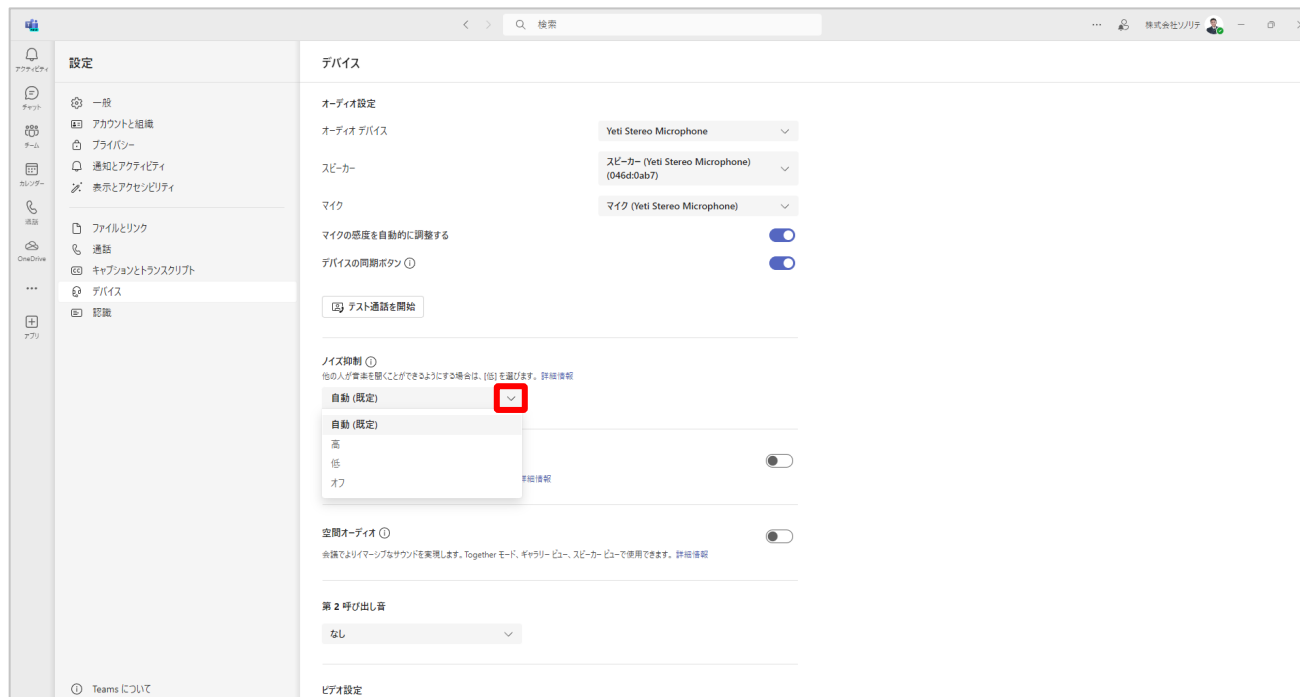 検索
株式会社ソノリテ
アクティビティ
チャット
チーム
カレンダー
通話
OneDrive
アプリ
設定
一般
アカウントと組織
プライバシー
通知とアクティビティ
表示とアクセシビリティ
ファイルとリンク
通話
キャプションとトランスクリプト
デバイス
認識
Teams について
デバイス
オーディオ設定
オーディオ デバイス
Yeti Stereo Microphone
スピーカー
スピーカー (Yeti Stereo Microphone)
(046d:0ab7)
マイク
マイク (Yeti Stereo Microphone)
マイクの感度を自動的に調整する
デバイスの同期ボタン
テスト通話を開始
ノイズ抑制
他の人が音楽を聞くことができるようにする場合は、[低] を選びます。 詳細情報
自動 (既定)
自動 (既定)
高
低
オフ
詳細情報
空間オーディオ
会議でよりイマーシブなサウンドを実現します。Together モード、ギャラリー ビュー、スピーカー ビューで使用できます。 詳細情報
第 2 呼び出し音
なし
ビデオ設定